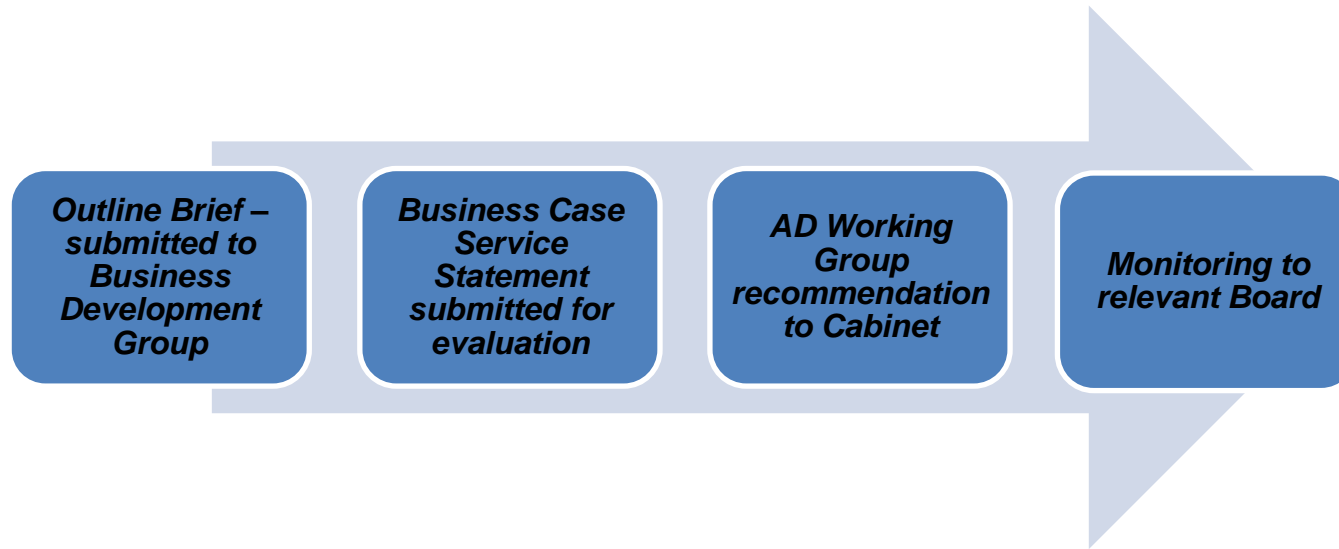 Outline Brief –
submitted to
Business
Development
Group
Business Case
Service
Statement
submitted for
evaluation
AD Working
Group
recommendation
to Cabinet
Monitoring to
relevant Board